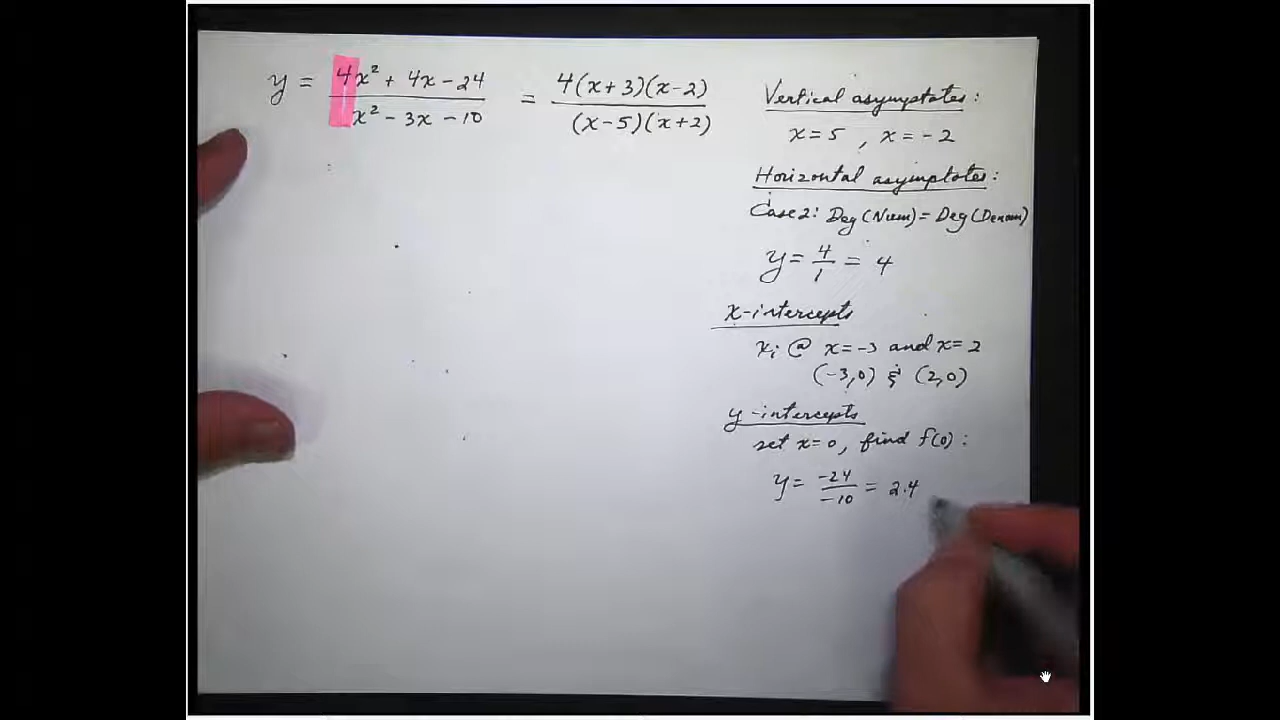 y = 4x² + 4x - 24 / x² - 3x - 10 = 4(x+3)(x-2) / (x-5)(x+2)
Vertical asymptotes:
x = 5 , x = -2
Horizontal asymptotes:
Case 2: Deg(Num) = Deg(Denom)
y = 4/1 = 4
x-intercepts
xi @ x = -3 and x = 2
(-3,0) & (2,0)
y-intercepts
set x=0, find f(0):
y = -24/-10 = 2.4